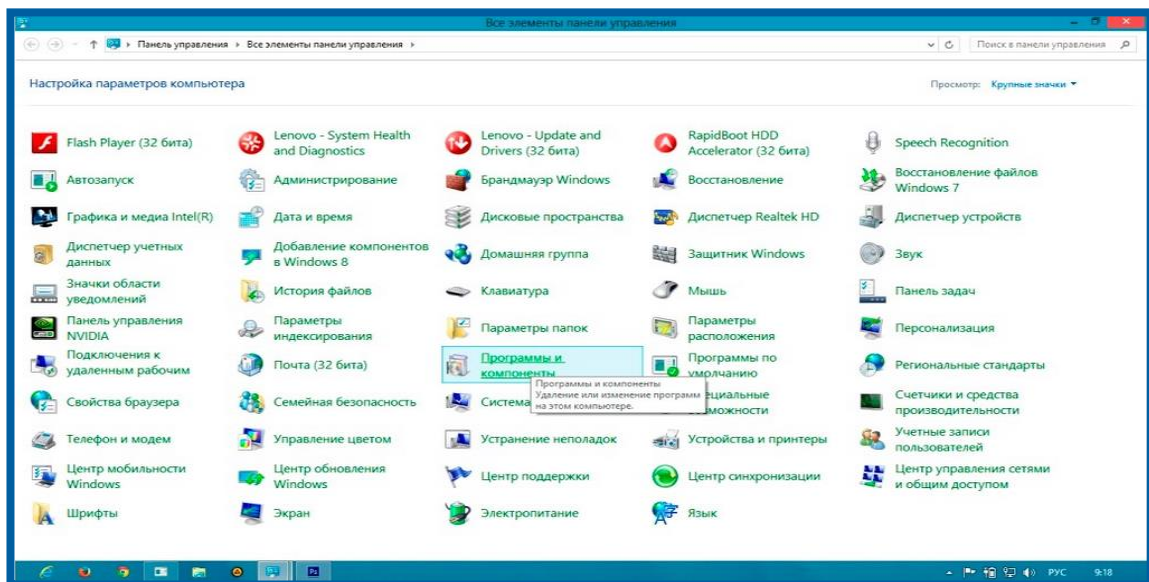 Все элементы панели управления
Панель управления
Все элементы панели управления
Поиск в панели управления
Настройка параметров компьютера
Просмотр: Крупные значки
Flash Player (32 бита)
Lenovo - System Health
and Diagnostics
Lenovo - Update and
Drivers (32 бита)
RapidBoot HDD
Accelerator (32 бита)
Speech Recognition
Автозапуск
Администрирование
Брандмауэр Windows
Восстановление
Восстановление файлов
Windows 7
Графика и медиа Intel(R)
Дата и время
Дисковые пространства
Диспетчер Realtek HD
Диспетчер устройств
Диспетчер учетных
данных
Добавление компонентов
в Windows 8
Домашняя группа
Защитник Windows
Звук
Значки области
уведомлений
История файлов
Клавиатура
Мышь
Панель задач
Панель управления
NVIDIA
Параметры
индексирования
Параметры папок
Параметры
расположения
Персонализация
Подключения к
удаленным рабочим
Почта (32 бита)
Программы и
компоненты
Программы по
умолчанию
Региональные стандарты
Программы и компоненты
Удаление или изменение программ
на этом компьютере.
Свойства браузера
Семейная безопасность
Система
Счетчики и средства
производительности
Телефон и модем
Управление цветом
Устранение неполадок
Устройства и принтеры
Учетные записи
пользователей
Центр мобильности
Windows
Центр обновления
Windows
Центр поддержки
Центр синхронизации
Центр управления сетями
и общим доступом
Шрифты
Экран
Электропитание
Язык
РУС
9:18